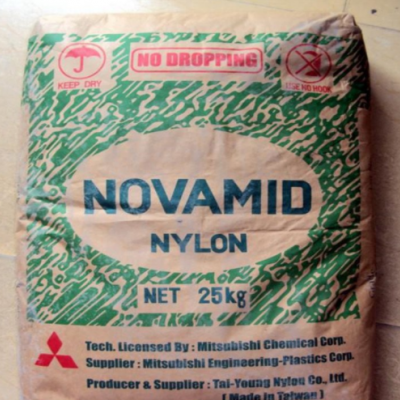 NO DROPPING
KEEP DRY
USE NO HOOK
NOVAMID
NYLON
NET 25kg
Tech. Licensed By : Mitsubishi Chemical Corp.
Supplier : Mitsubishi Engineering-Plastics Corp.
Producer & Supplier : Tai-Young Nylon Co., Ltd.
( Made in Taiwan )